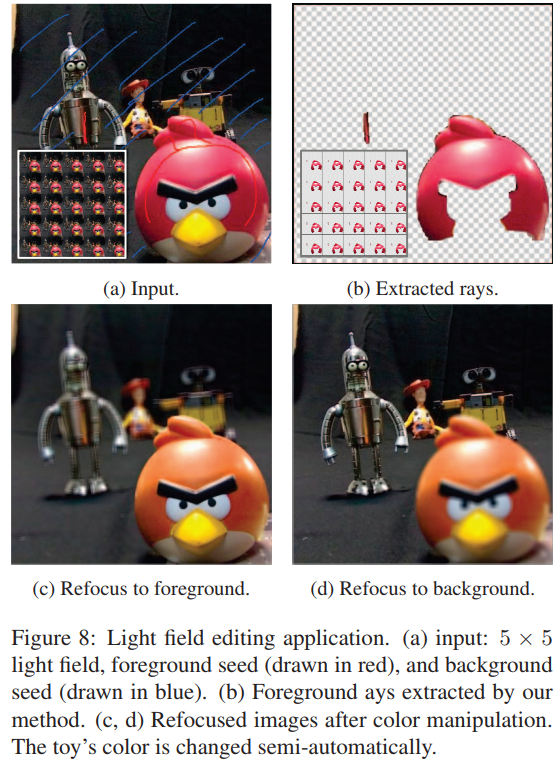 (a) Input.
(b) Extracted rays.
(c) Refocus to foreground.
(d) Refocus to background.
Figure 8: Light field editing application. (a) input: 5 × 5
light field, foreground seed (drawn in red), and background
seed (drawn in blue). (b) Foreground ays extracted by our
method. (c, d) Refocused images after color manipulation.
The toy's color is changed semi-automatically.